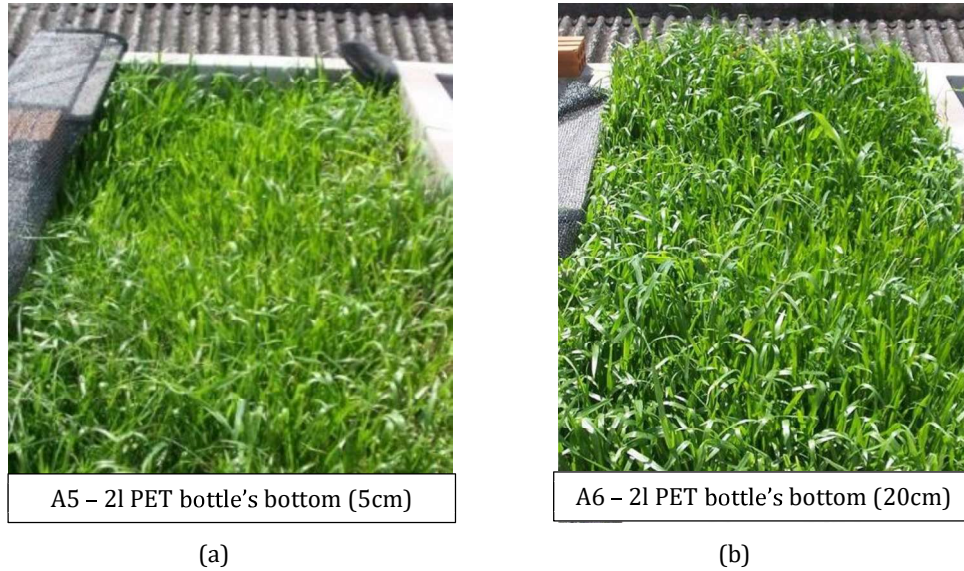 A5 – 2l PET bottle’s bottom (5cm)
A6 – 2l PET bottle’s bottom (20cm)
(a)
(b)